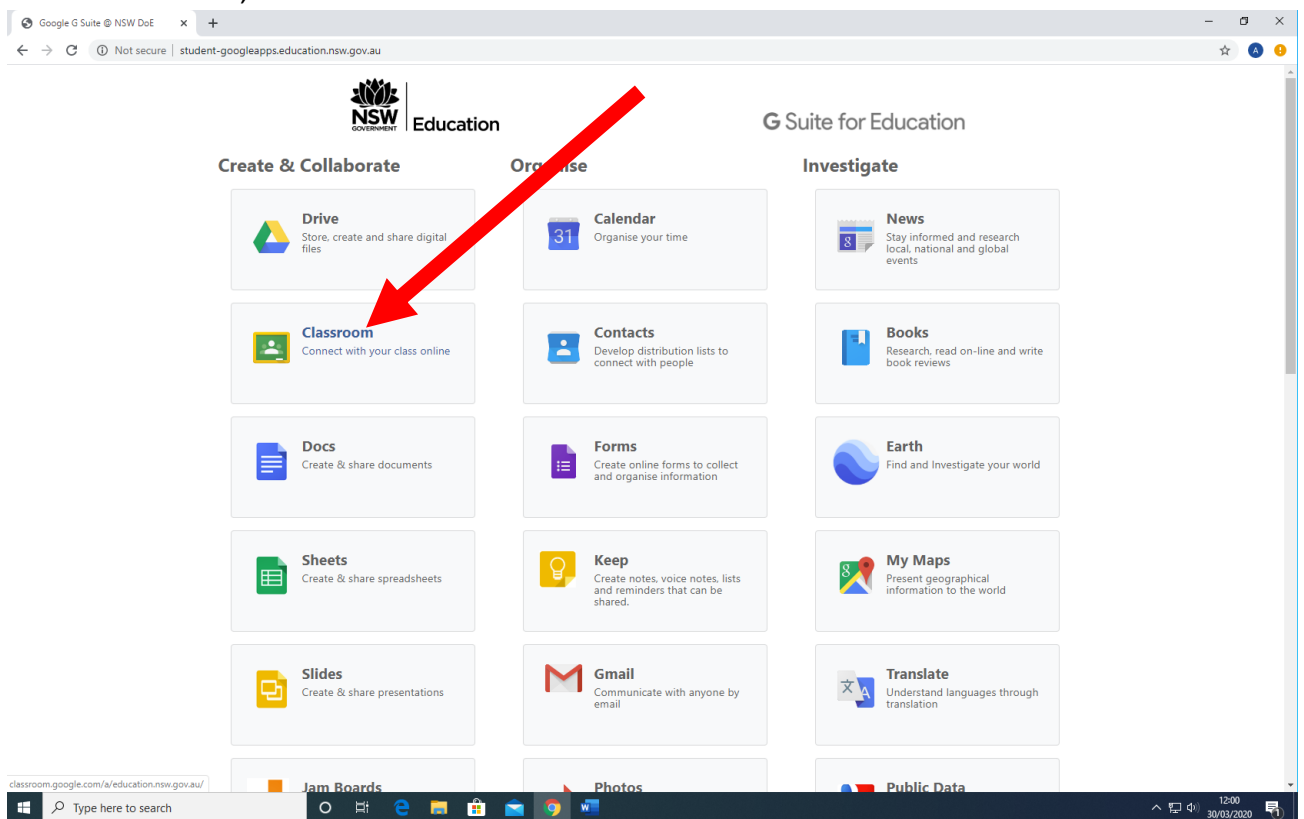 Google G Suite @ NSW DoE
Not secure | student-googleapps.education.nsw.gov.au
A
NSW
GOVERNMENT
Education
G Suite for Education
Create & Collaborate
Drive
Store, create and share digital
files
Classroom
Connect with your class online
Docs
Create & share documents
Sheets
Create & share spreadsheets
Slides
Create & share presentations
Jam Boards
Calendar
31
Organise your time
Contacts
Develop distribution lists to
connect with people
Forms
Create online forms to collect
and organise information
Keep
Create notes, voice notes, lists
and reminders that can be
shared.
Gmail
Communicate with anyone by
email
Photos
Investigate
News
Stay informed and research
local, national and global
events
Books
Research, read on-line and write
book reviews
Earth
Find and Investigate your world
My Maps
Present geographical
information to the world
Translate
Understand languages through
translation
Public Data
classroom.google.com/a/education.nsw.gov.au/
Type here to search
12:00
30/03/2020